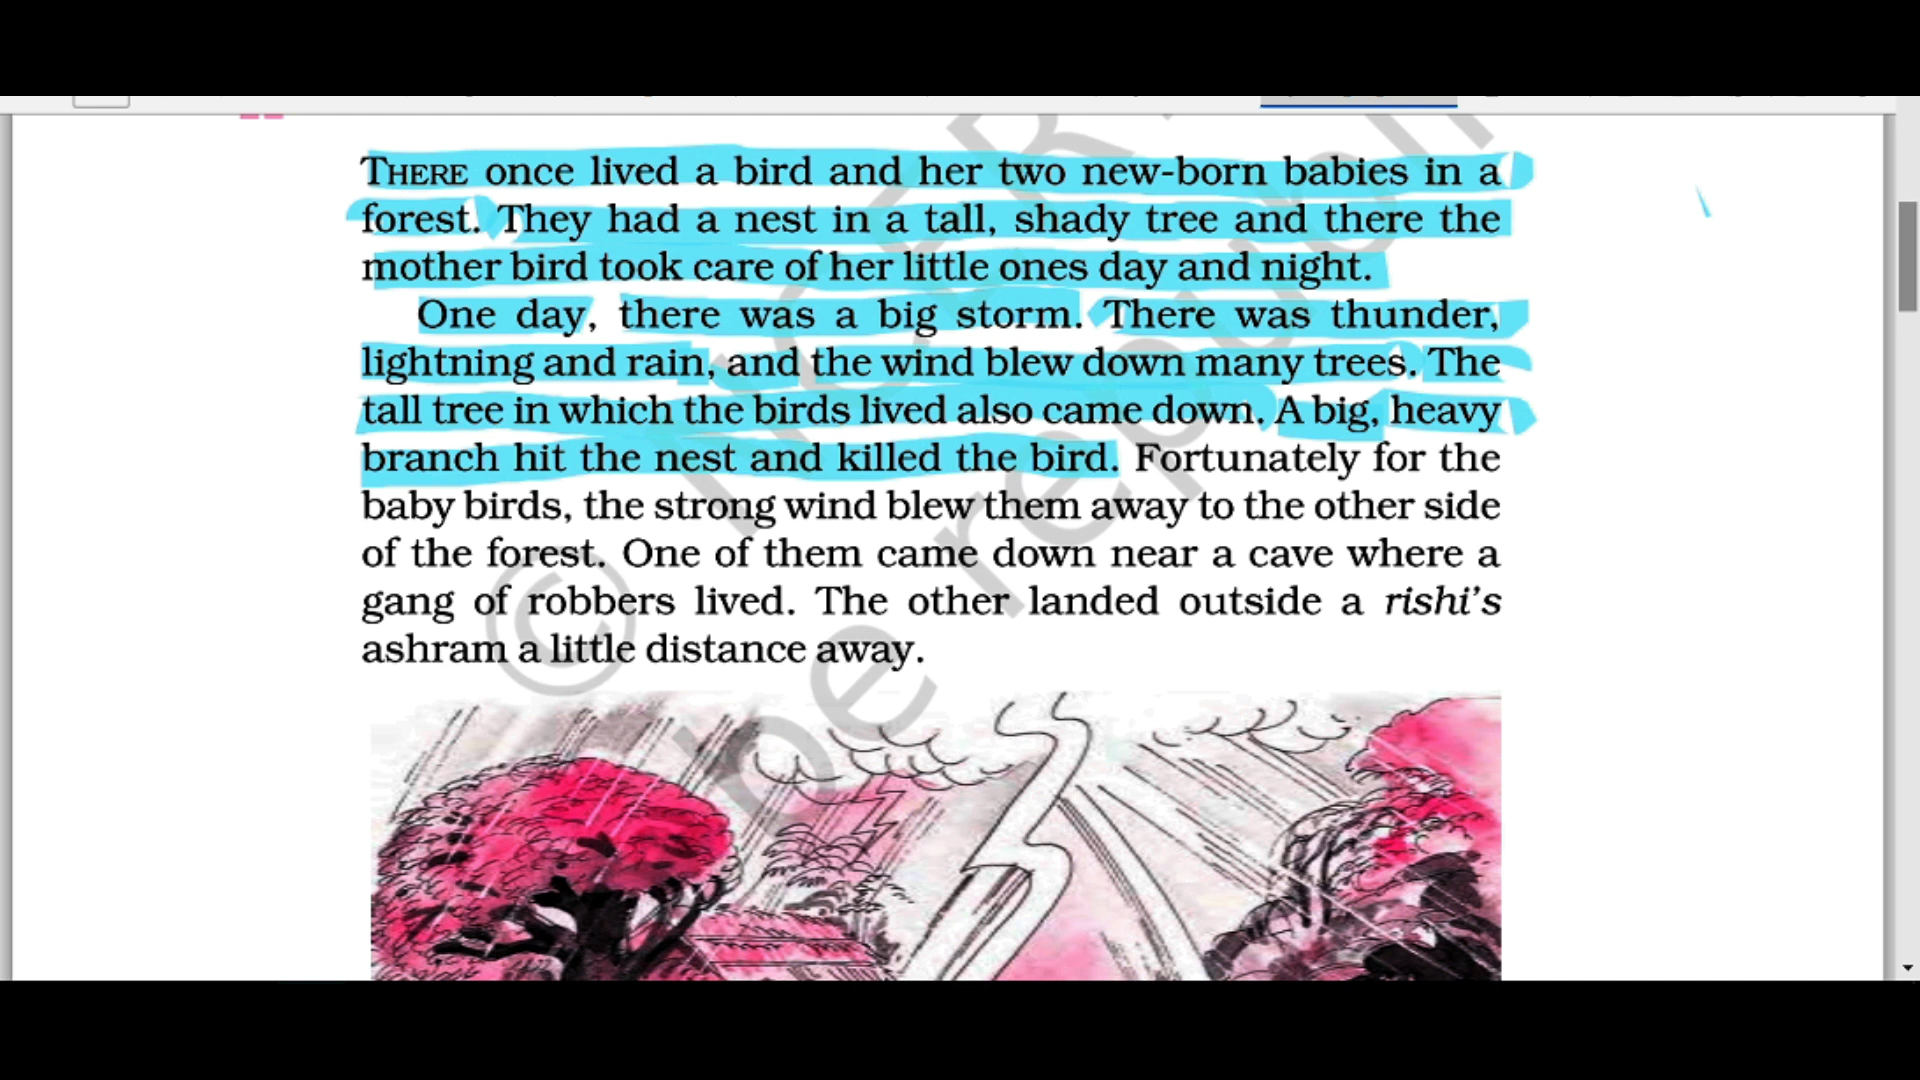 THERE once lived a bird and her two new-born babies in a
forest. They had a nest in a tall, shady tree and there the
mother bird took care of her little ones day and night.
One day, there was a big storm. There was thunder,
lightning and rain, and the wind blew down many trees. The
tall tree in which the birds lived also came down. A big, heavy
branch hit the nest and killed the bird. Fortunately for the
baby birds, the strong wind blew them away to the other side
of the forest. One of them came down near a cave where a
gang of robbers lived. The other landed outside a rishi's
ashram a little distance away.